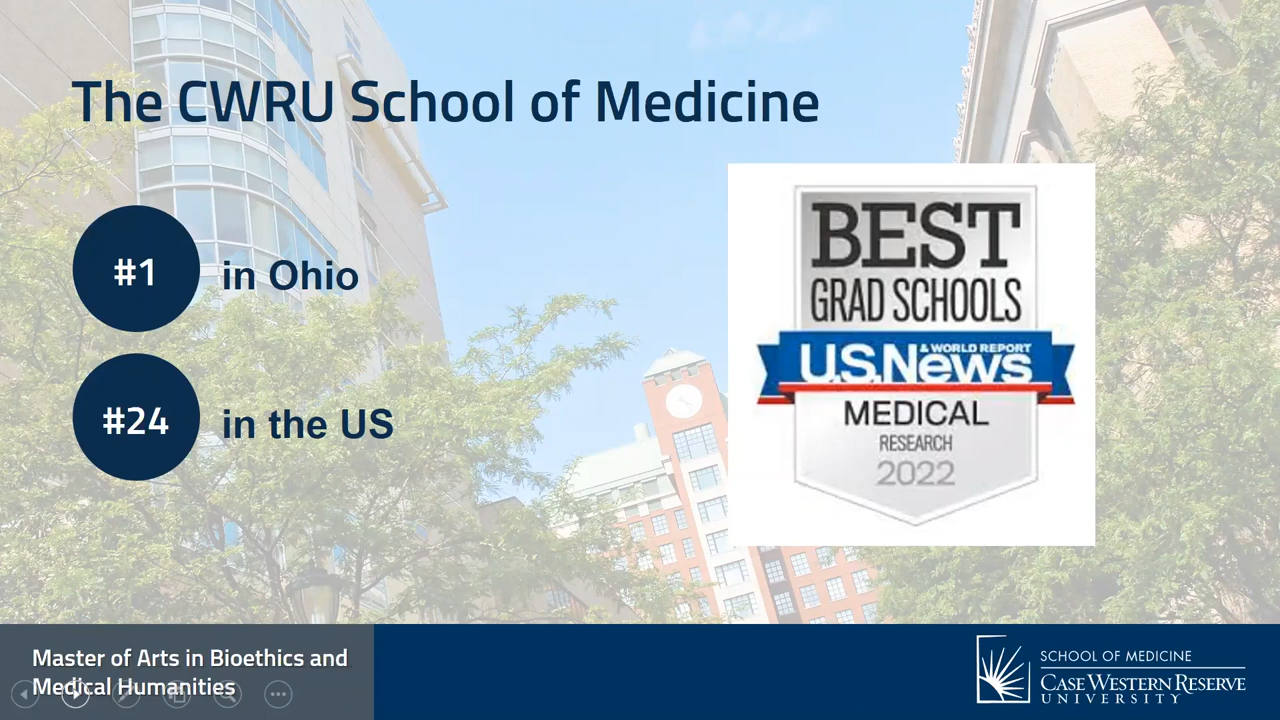 The CWRU School of Medicine
#1
in Ohio
#24
in the US
BEST
GRAD SCHOOLS
U.S.News
& WORLD REPORT
MEDICAL
RESEARCH
2022
Master of Arts in Bioethics and
Medical Humanities
SCHOOL OF MEDICINE
CASE WESTERN RESERVE
UNIVERSITY